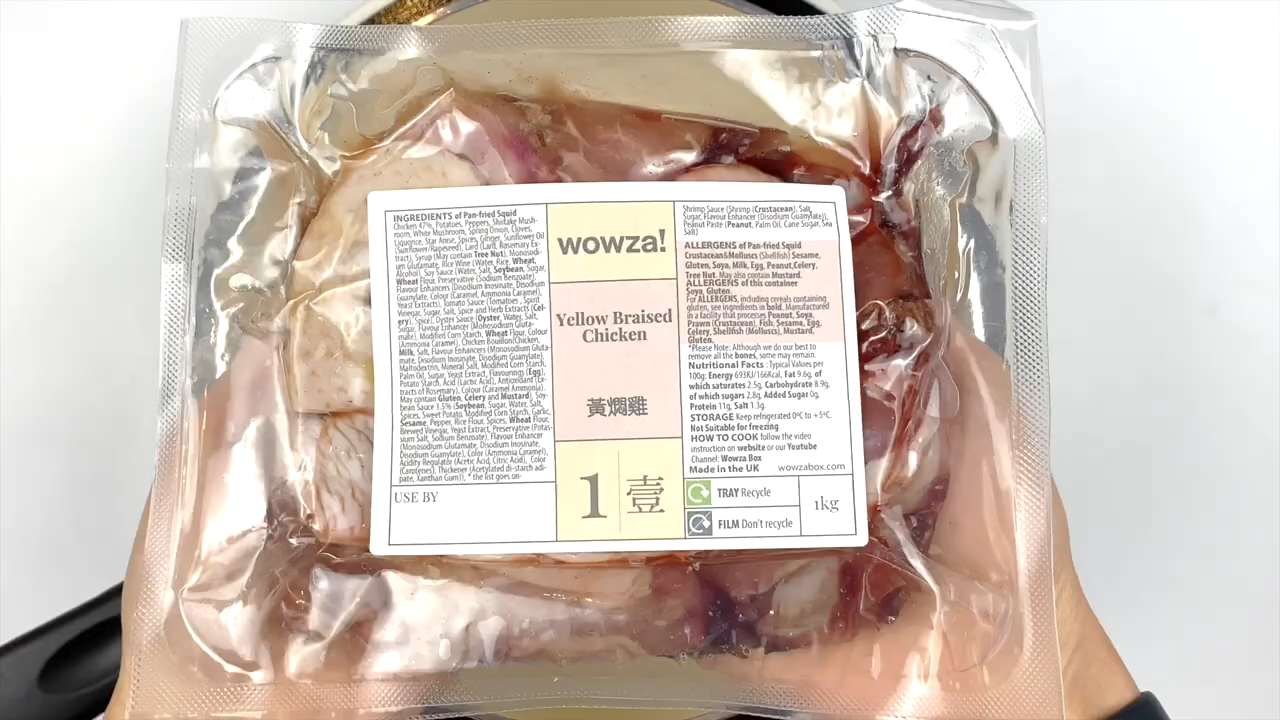 INGREDIENTS of Pan-fried Squid
Chicken 47%, Potatoes, Peppers, Shiitake Mush-
room, White Mushroom, Spring Onion, Cloves,
Liquorice, Star Anise, Spices, Ginger, Sunflower Oil
(Sunflower/Rapeseed), Lard (Lard, Rosemary Ex-
tract), Syrup (May contain Tree Nut), Monosodi-
um Glutamate, Rice Wine (Water, Rice, Wheat,
Alcohol), Soy Sauce (Water, Salt, Soybean, Sugar,
Wheat Flour, Preservative (Sodium Benzoate),
Flavour Enhancers (Disodium Inosinate, Disodium
Guanylate, Colour (Caramel, Ammonia Caramel),
Yeast Extracts), Tomato Sauce (Tomatoes, Spirit
Vinegar, Sugar, Salt, Spice and Herb Extracts (Cel-
ery), Spice), Oyster Sauce (Oyster, Water, Salt,
Sugar, Flavour Enhancer (Monosodium Gluta-
mate), Modified Corn Starch, Wheat Flour, Colour
(Ammonia Caramel), Chicken Bouillon(Chicken,
Milk, Salt, Flavour Enhancers (Monosodium Gluta-
mate, Disodium Inosinate, Disodium Guanylate),
Maltodextrin, Mineral Salt, Modified Corn Starch,
Palm Oil, Sugar, Yeast Extract, Flavourings (Egg),
Potato Starch, Acid (Lactic Acid), Antioxidant (Ex-
tracts of Rosemary), Colour (Caramel Ammonia).
May contain Gluten, Celery and Mustard), Soy-
bean Sauce 1.5% (Soybean, Sugar, Water, Salt,
Spices, Sweet Potato, Modified Corn Starch, Garlic,
Sesame, Pepper, Rice Flour, Spices, Wheat Flour,
Brewed Vinegar, Yeast Extract, Preservative (Potas-
sium Salt, Sodium Benzoate), Flavour Enhancer
(Monosodium Glutamate, Disodium Inosinate,
Disodium Guanylate), Color (Ammonia Caramel),
Acidity Regulator (Acetic Acid, Citric Acid), Color
(Carotenes), Thickener (Acetylated di-starch adi-
pate, Xanthan Gum)), * the list goes on-
USE BY
wowza!
Yellow Braised
Chicken
黃燜雞
1 壹
Shrimp Sauce (Shrimp (Crustacean), Salt,
Sugar, Flavour Enhancer (Disodium Guanylate)),
Peanut Paste (Peanut, Palm Oil, Cane Sugar, Sea
Salt)
ALLERGENS of Pan-fried Squid
Crustacean&Molluscs (Shellfish) Sesame,
Gluten, Soya, Milk, Egg, Peanut,Celery,
Tree Nut. May also contain Mustard.
ALLERGENS of this container
Soya, Gluten.
For ALLERGENS, including cereals containing
gluten, see ingredients in bold. Manufactured
in a facility that processes Peanut, Soya,
Prawn (Crustacean), Fish, Sesame, Egg,
Celery, Shellfish (Molluscs), Mustard,
Gluten.
*Please Note: Although we do our best to
remove all the bones, some may remain.
Nutritional Facts : Typical Values per
100g: Energy 693KJ/166Kcal, Fat 9.6g, of
which saturates 2.5g, Carbohydrate 8.9g,
of which sugars 2.8g, Added Sugar 0g,
Protein 11g, Salt 1.3g.
STORAGE Keep refrigerated 0°C to +5°C.
Not Suitable for freezing.
HOW TO COOK follow the video
instruction on website or our Youtube
Channel: Wowza Box
Made in the UK wowzabox.com
TRAY Recycle
FILM Don't recycle
1kg